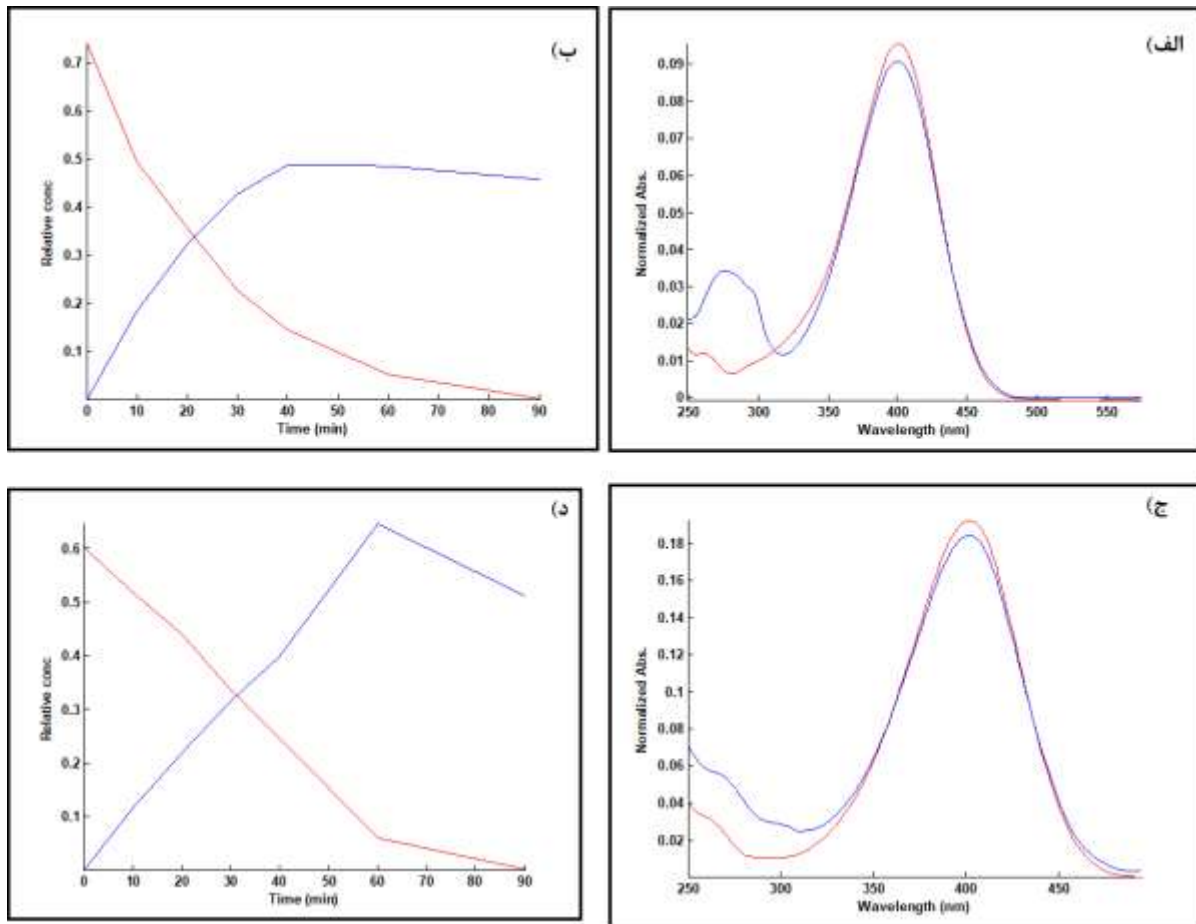 الف)
0.09
0.08
0.07
0.06
0.05
0.04
0.03
0.02
0.01
0
250 300 350 400 450 500 550
Wavelength (nm)
Normalized Abs.
ب)
0.7
0.6
0.5
0.4
0.3
0.2
0.1
0 10 20 30 40 50 60 70 80 90
Time (min)
Relative conc
ج)
0.18
0.16
0.14
0.12
0.1
0.08
0.06
0.04
0.02
250 300 350 400 450
Wavelength (nm)
Normalized Abs.
د)
0.6
0.5
0.4
0.3
0.2
0.1
0 10 20 30 40 50 60 70 80 90
Time (min)
Relative conc